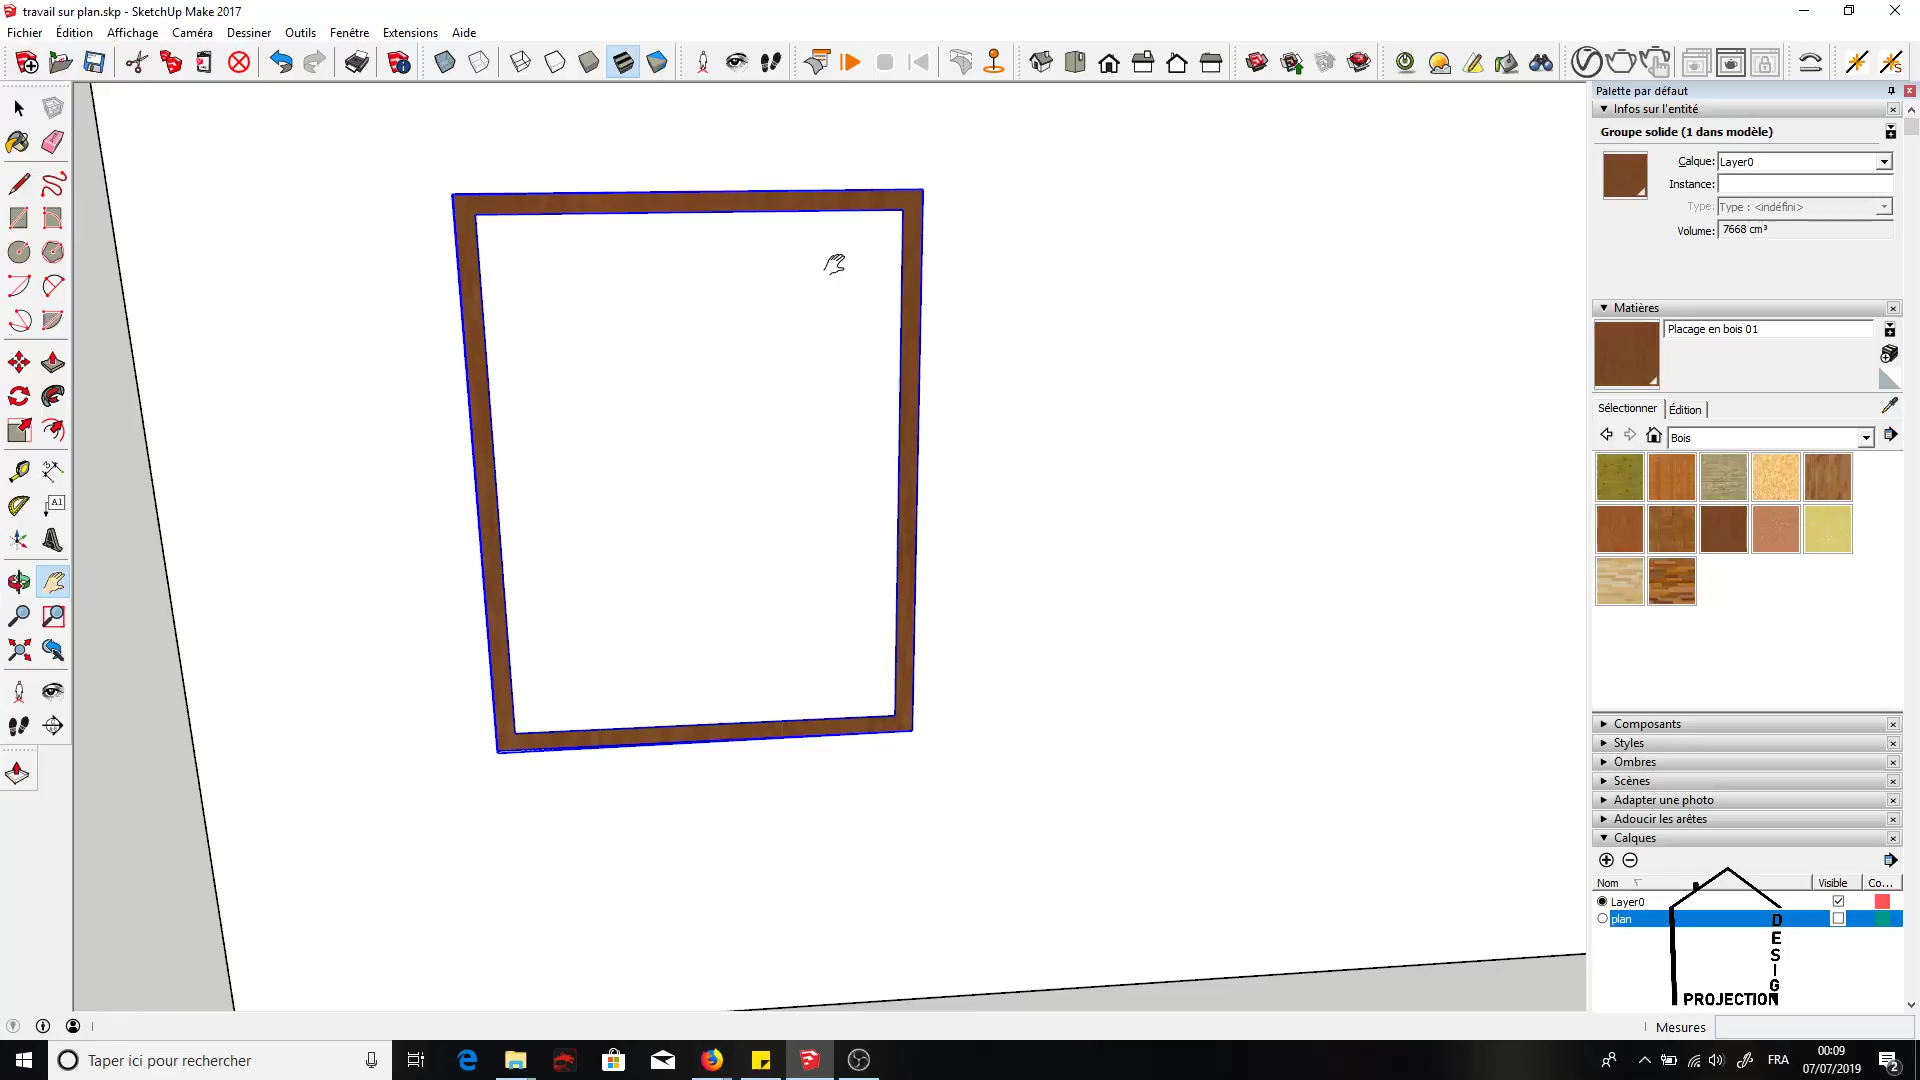 travail sur plan.skp - SketchUp Make 2017
Fichier Édition Affichage Caméra Dessiner Outils Fenêtre Extensions Aide
Palette par défaut
Infos sur l'entité
Groupe solide (1 dans modèle)
Calque: Layer0
Instance:
Type: Type : <indéfini>
Volume: 7668 cm³
Matières
Placage en bois 01
Sélectionner Édition
Bois
A1
Composants
Styles
Ombres
Scènes
Adapter une photo
Adoucir les arêtes
Calques
Nom Visible Co...
Layer0
plan
DESIGN
PROJECTION
Mesures
Taper ici pour rechercher
FRA
00:09
07/07/2019
2